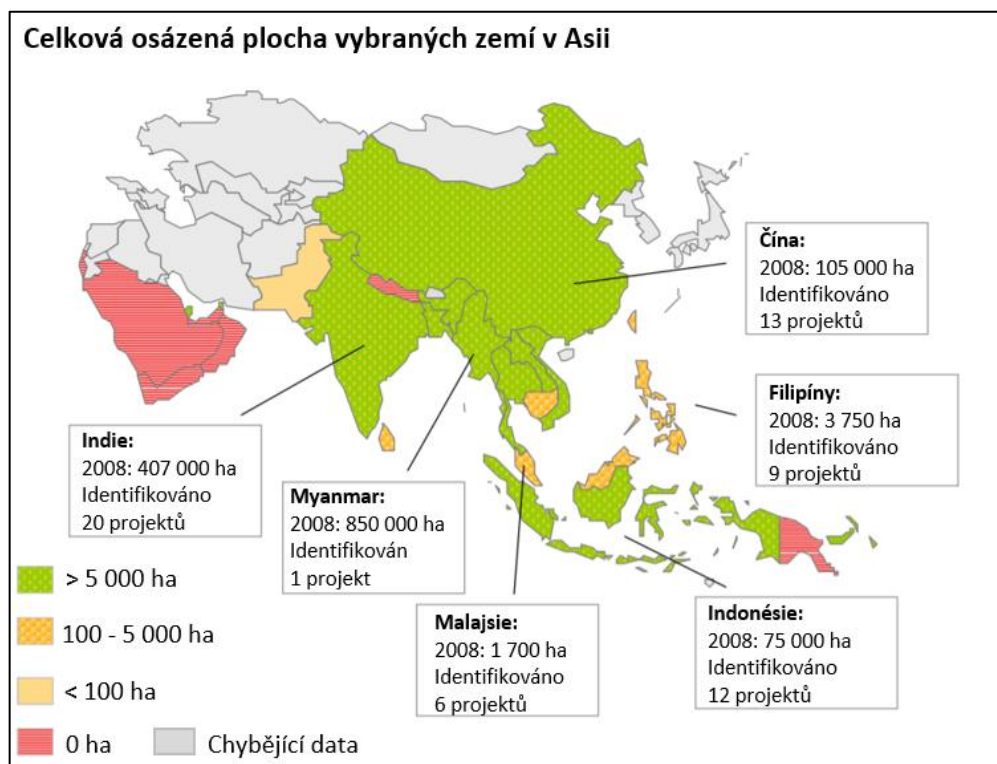 Celková osázená plocha vybraných zemí v Asii
Čína:
2008: 105 000 ha
Identifikováno
13 projektů
Filipíny:
2008: 3 750 ha
Identifikováno
9 projektů
Indie:
2008: 407 000 ha
Identifikováno
20 projektů
Myanmar:
2008: 850 000 ha
Identifikován
1 projekt
Malajsie:
2008: 1 700 ha
Identifikováno
6 projektů
Indonésie:
2008: 75 000 ha
Identifikováno
12 projektů
> 5 000 ha
100 - 5 000 ha
< 100 ha
0 ha
Chybějící data